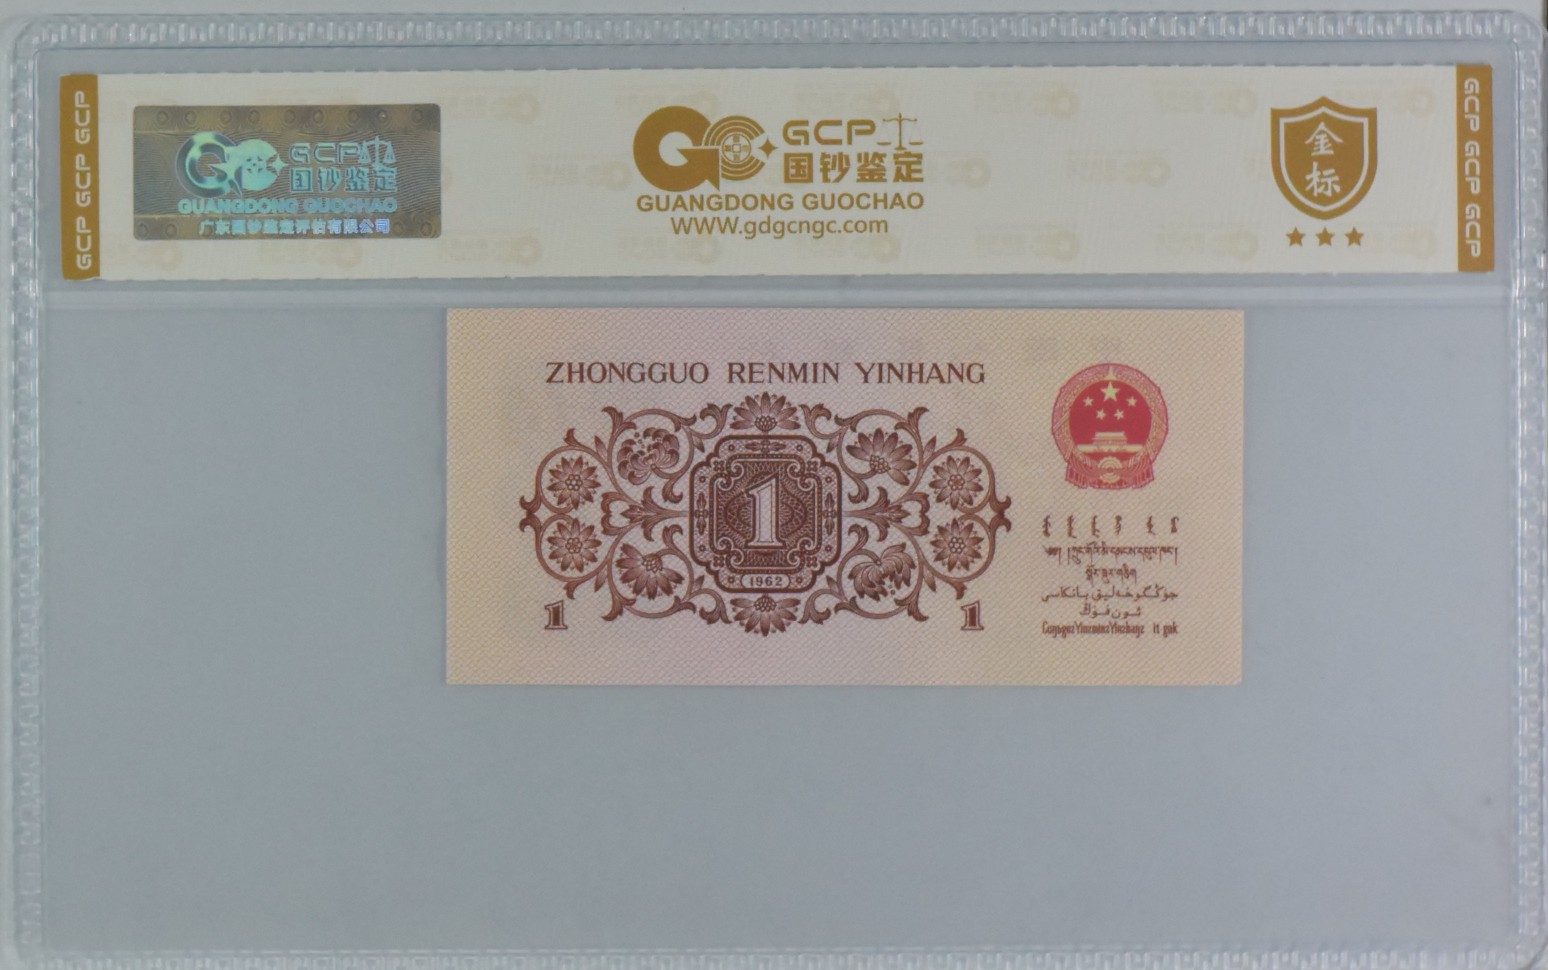 GCP GCP GCP
GCP
国钞鉴定
GUANGDONG GUOCHAO
广东国钞鉴定评估有限公司
GCP
国钞鉴定
GUANGDONG GUOCHAO
WWW.gdgcngc.com
金标
GCP GCP GCP
ZHONGGUO RENMIN YINHANG
1
1962
1
1